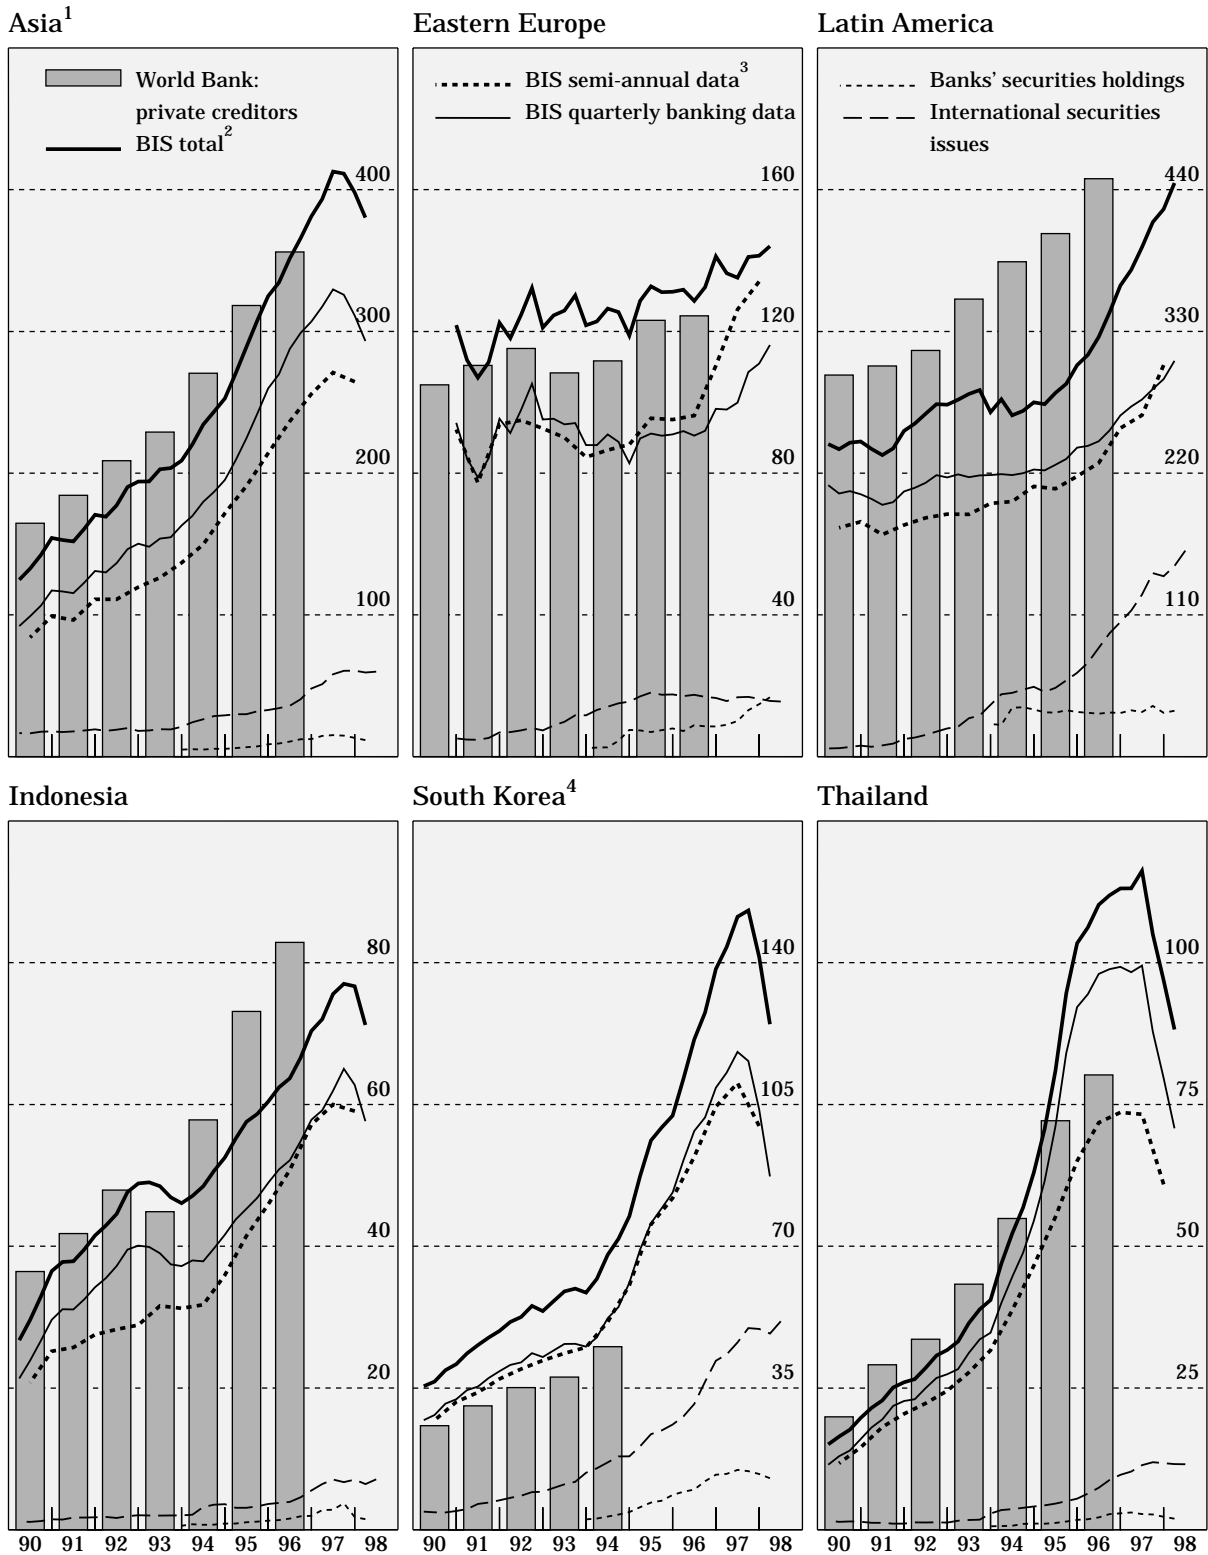 Asia1
Eastern Europe
Latin America
World Bank:
private creditors
BIS total2
BIS semi-annual data3
BIS quarterly banking data
Banks' securities holdings
International securities
issues
400
300
200
100
160
120
80
40
440
330
220
110
Indonesia
South Korea4
Thailand
80
60
40
20
140
105
70
35
100
75
50
25
90 91 92 93 94 95 96 97 98
90 91 92 93 94 95 96 97 98
90 91 92 93 94 95 96 97 98